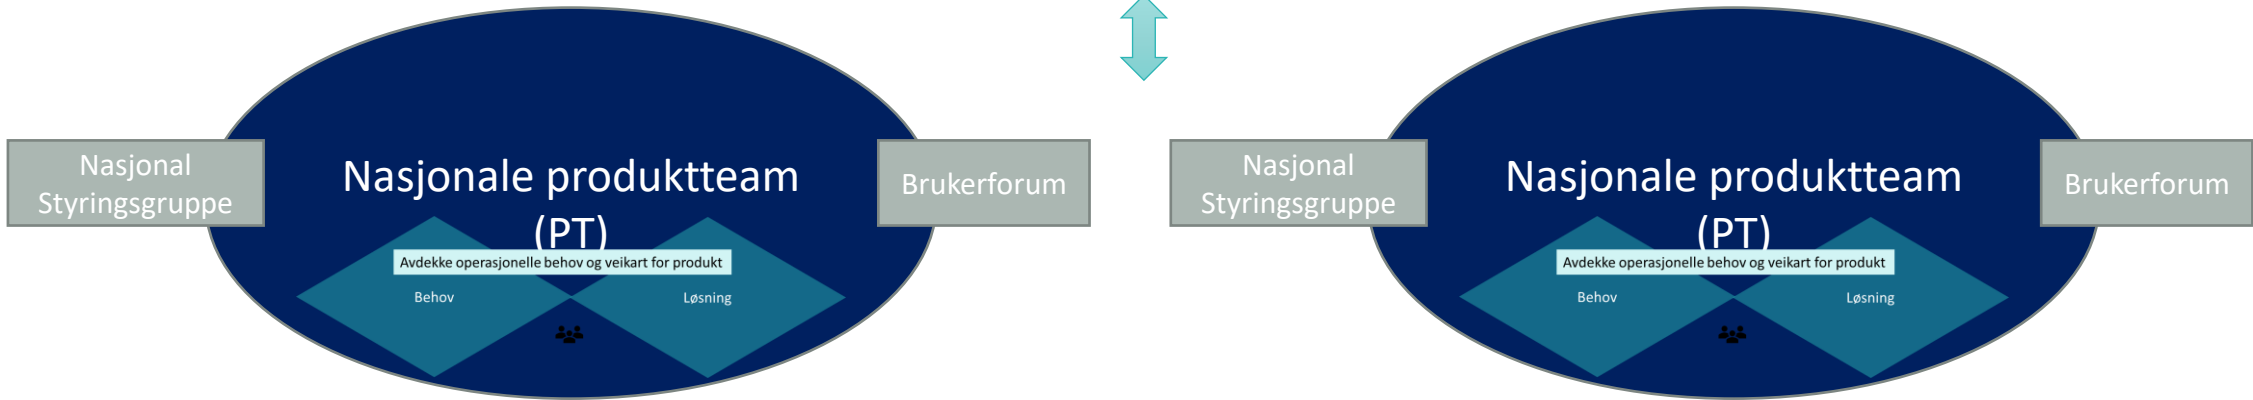 Nasjonal
Styringsgruppe
Nasjonale produktteam
(PT)
Brukerforum
Avdekke operasjonelle behov og veikart for produkt
Behov
Løsning
Nasjonal
Styringsgruppe
Nasjonale produktteam
(PT)
Brukerforum
Avdekke operasjonelle behov og veikart for produkt
Behov
Løsning